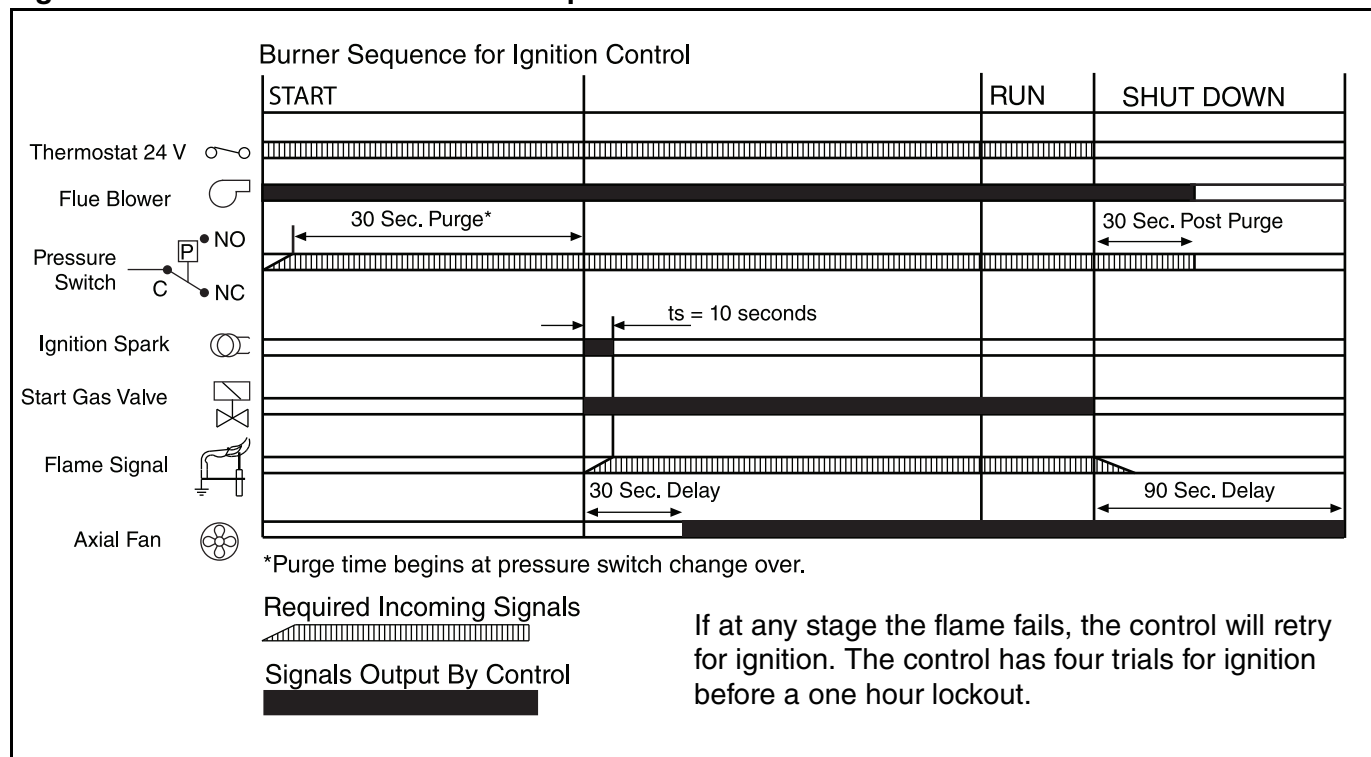 Burner Sequence for Ignition Control
START
RUN
SHUT DOWN
Thermostat 24 V
Flue Blower
30 Sec. Purge*
30 Sec. Post Purge
NO
P
Pressure
Switch
C
NC
ts = 10 seconds
Ignition Spark
Start Gas Valve
Flame Signal
30 Sec. Delay
90 Sec. Delay
Axial Fan
*Purge time begins at pressure switch change over.
Required Incoming Signals
Signals Output By Control
If at any stage the flame fails, the control will retry
for ignition. The control has four trials for ignition
before a one hour lockout.